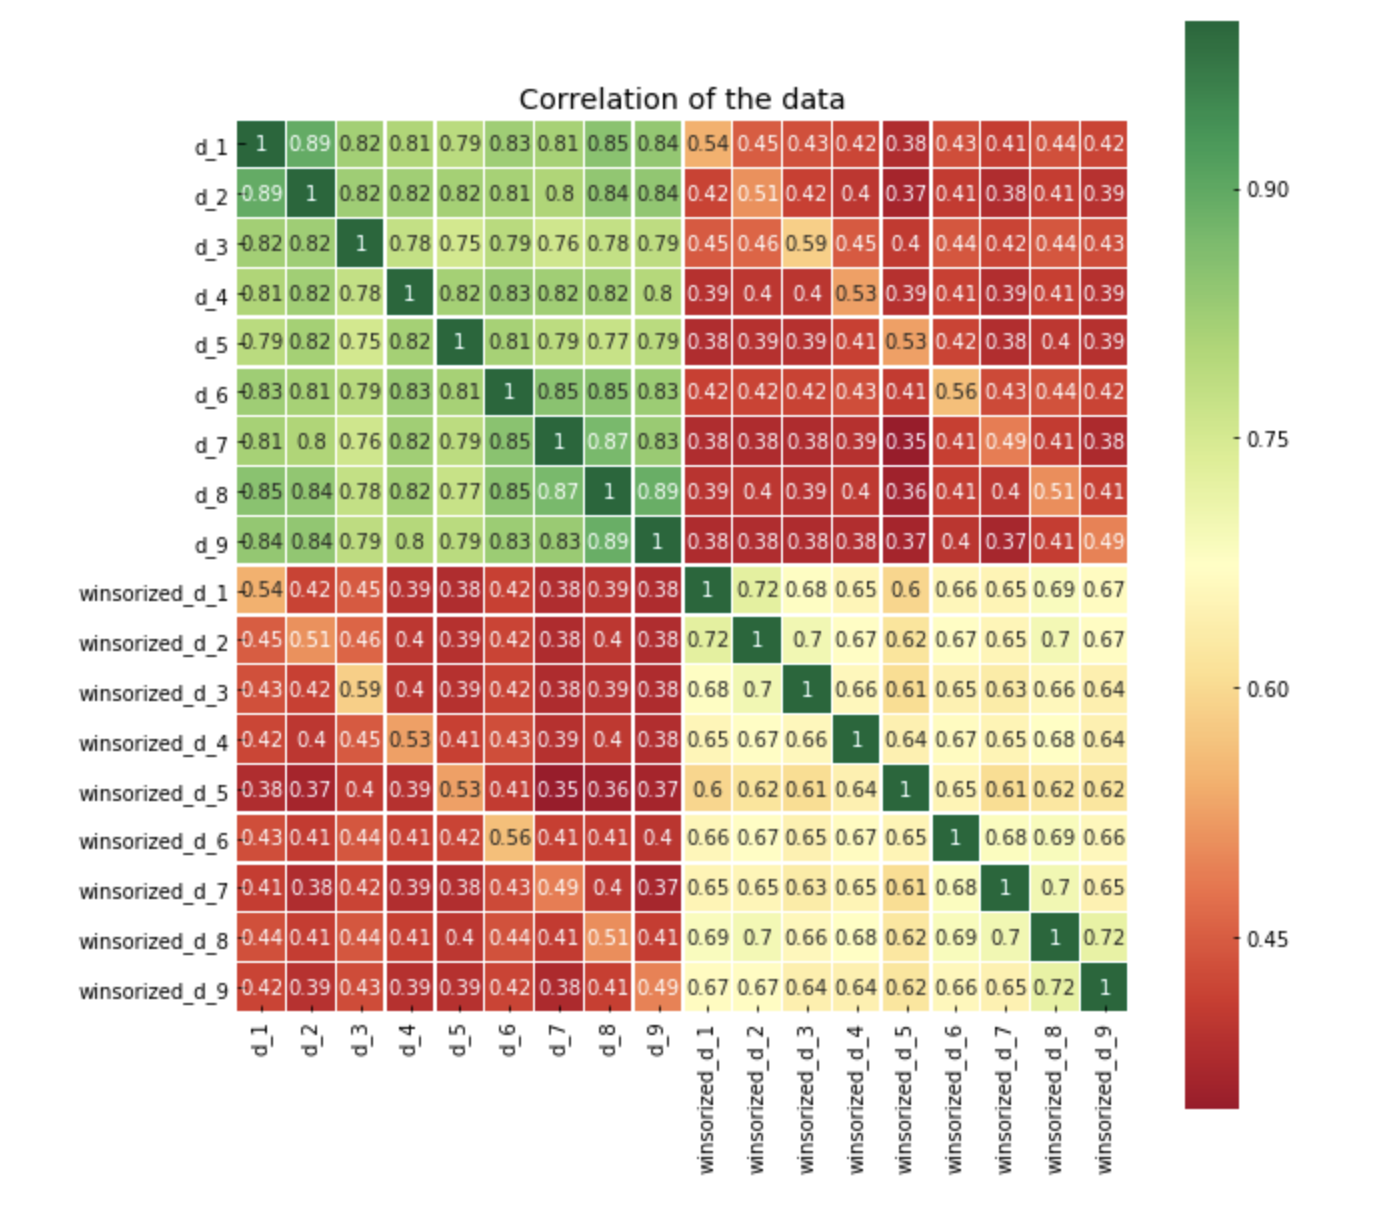 Correlation of the data
d_1 1 0.89 0.82 0.81 0.79 0.83 0.81 0.85 0.84 0.54 0.45 0.43 0.42 0.38 0.43 0.41 0.44 0.42
d_2 0.89 1 0.82 0.82 0.82 0.81 0.8 0.84 0.84 0.42 0.51 0.42 0.4 0.37 0.41 0.38 0.41 0.39
d_3 0.82 0.82 1 0.78 0.75 0.79 0.76 0.78 0.79 0.45 0.46 0.59 0.45 0.4 0.44 0.42 0.44 0.43
d_4 0.81 0.82 0.78 1 0.82 0.83 0.82 0.82 0.8 0.39 0.4 0.4 0.53 0.39 0.41 0.39 0.41 0.39
d_5 0.79 0.82 0.75 0.82 1 0.81 0.79 0.77 0.79 0.38 0.39 0.39 0.41 0.53 0.42 0.38 0.4 0.39
d_6 0.83 0.81 0.79 0.83 0.81 1 0.85 0.85 0.83 0.42 0.42 0.42 0.43 0.41 0.56 0.43 0.44 0.42
d_7 0.81 0.8 0.76 0.82 0.79 0.85 1 0.87 0.83 0.38 0.38 0.38 0.39 0.35 0.41 0.49 0.41 0.38
d_8 0.85 0.84 0.78 0.82 0.77 0.85 0.87 1 0.89 0.39 0.4 0.39 0.4 0.36 0.41 0.4 0.51 0.41
d_9 0.84 0.84 0.79 0.8 0.79 0.83 0.83 0.89 1 0.38 0.38 0.38 0.38 0.37 0.4 0.37 0.41 0.49
winsorized_d_1 0.54 0.42 0.45 0.39 0.38 0.42 0.38 0.39 0.38 1 0.72 0.68 0.65 0.6 0.66 0.65 0.69 0.67
winsorized_d_2 0.45 0.51 0.46 0.4 0.39 0.42 0.38 0.4 0.38 0.72 1 0.7 0.67 0.62 0.67 0.65 0.7 0.67
winsorized_d_3 0.43 0.42 0.59 0.4 0.39 0.42 0.38 0.39 0.38 0.68 0.7 1 0.66 0.61 0.65 0.63 0.66 0.64
winsorized_d_4 0.42 0.4 0.45 0.53 0.41 0.43 0.39 0.4 0.38 0.65 0.67 0.66 1 0.64 0.67 0.65 0.68 0.64
winsorized_d_5 0.38 0.37 0.4 0.39 0.53 0.41 0.35 0.36 0.37 0.6 0.62 0.61 0.64 1 0.65 0.61 0.62 0.62
winsorized_d_6 0.43 0.41 0.44 0.41 0.42 0.56 0.41 0.41 0.4 0.66 0.67 0.65 0.67 0.65 1 0.68 0.69 0.66
winsorized_d_7 0.41 0.38 0.42 0.39 0.38 0.43 0.49 0.4 0.37 0.65 0.65 0.63 0.65 0.61 0.68 1 0.7 0.65
winsorized_d_8 0.44 0.41 0.44 0.41 0.4 0.44 0.41 0.51 0.41 0.69 0.7 0.66 0.68 0.62 0.69 0.7 1 0.72
winsorized_d_9 0.42 0.39 0.43 0.39 0.39 0.42 0.38 0.41 0.49 0.67 0.67 0.64 0.64 0.62 0.66 0.65 0.72 1
d_1 d_2 d_3 d_4 d_5 d_6 d_7 d_8 d_9 winsorized_d_1 winsorized_d_2 winsorized_d_3 winsorized_d_4 winsorized_d_5 winsorized_d_6 winsorized_d_7 winsorized_d_8 winsorized_d_9
0.90
0.75
0.60
0.45